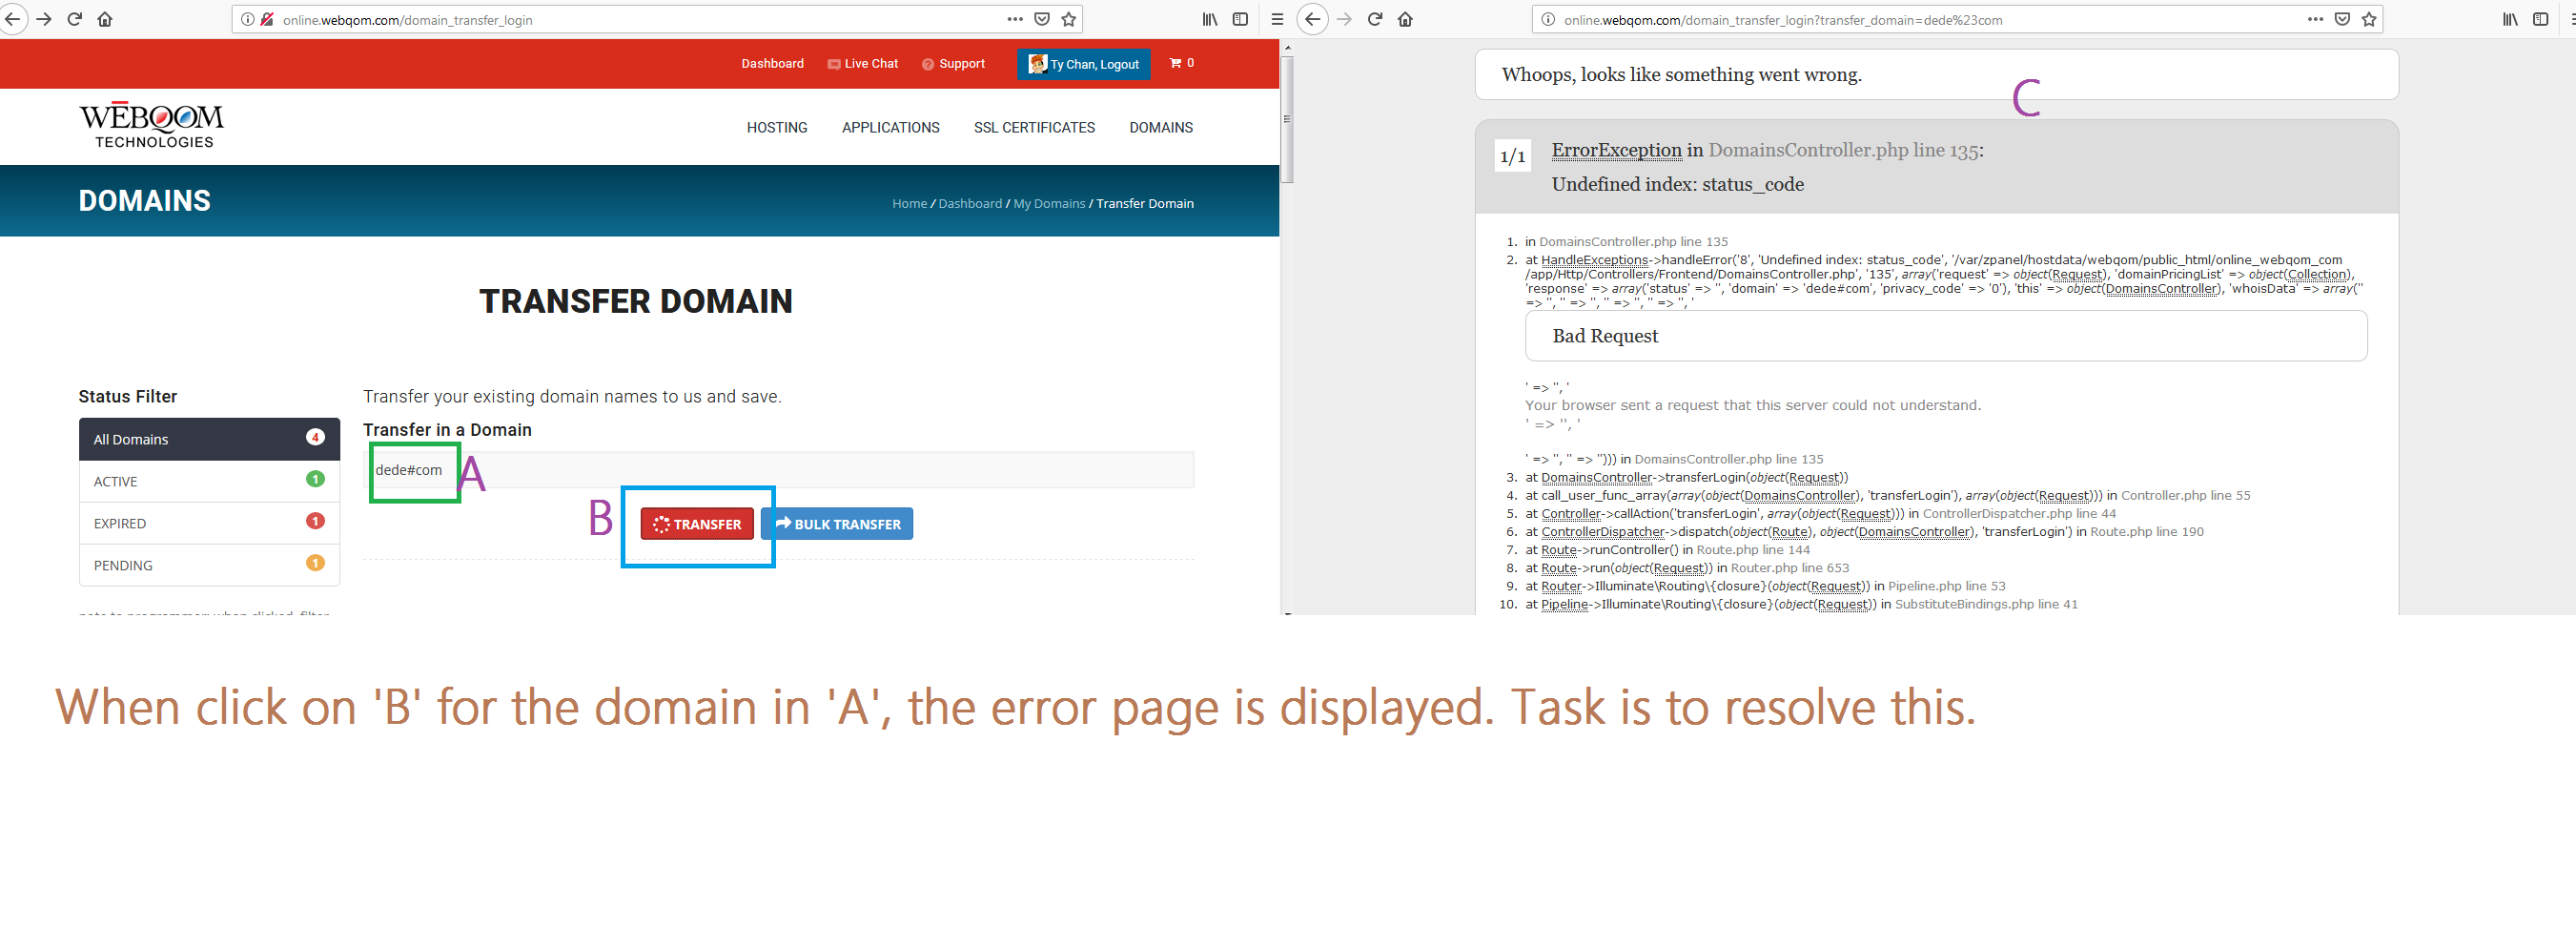 online.webqom.com/domain_transfer_login
Dashboard Live Chat Support Ty Chan, Logout 0
WEBQOM
TECHNOLOGIES
HOSTING APPLICATIONS SSL CERTIFICATES DOMAINS
DOMAINS
Home / Dashboard / My Domains / Transfer Domain
TRANSFER DOMAIN
Status Filter
All Domains 4
ACTIVE 1
EXPIRED 1
PENDING 1
note to programmer: when clicked, filter
Transfer your existing domain names to us and save.
Transfer in a Domain
dede#com
A
B
TRANSFER BULK TRANSFER
online.webqom.com/domain_transfer_login?transfer_domain=dede%23com
Whoops, looks like something went wrong.
C
1/1 ErrorException in DomainsController.php line 135:
Undefined index: status_code
1. in DomainsController.php line 135
2. at HandleExceptions->handleError('8', 'Undefined index: status_code', '/var/zpanel/hostdata/webqom/public_html/online_webqom_com
/app/Http/Controllers/Frontend/DomainsController.php', '135', array('request' => object(Request), 'domainPricingList' => object(Collection),
'response' => array('status' => '', 'domain' => 'dede#com', 'privacy_code' => '0'), 'this' => object(DomainsController), 'whoisData' => array(''
=> '', '' => '', '' => '', '' => '', '
Bad Request
' => '', '
Your browser sent a request that this server could not understand.
' => '', '
' => '', '' => ''))) in DomainsController.php line 135
3. at DomainsController->transferLogin(object(Request))
4. at call_user_func_array(array(object(DomainsController), 'transferLogin'), array(object(Request))) in Controller.php line 55
5. at Controller->callAction('transferLogin', array(object(Request))) in ControllerDispatcher.php line 44
6. at ControllerDispatcher->dispatch(object(Route), object(DomainsController), 'transferLogin') in Route.php line 190
7. at Route->runController() in Route.php line 144
8. at Route->run(object(Request)) in Router.php line 653
9. at Router->Illuminate\Routing\{closure}(object(Request)) in Pipeline.php line 53
10. at Pipeline->Illuminate\Routing\{closure}(object(Request)) in SubstituteBindings.php line 41
When click on 'B' for the domain in 'A', the error page is displayed. Task is to resolve this.